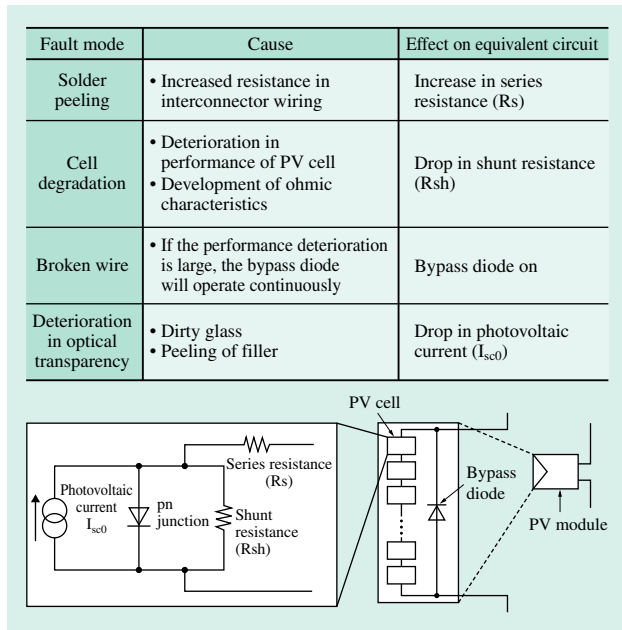 Fault mode
Cause
Effect on equivalent circuit
Solder
peeling
• Increased resistance in
interconnector wiring
Increase in series
resistance (Rs)
Cell
degradation
• Deterioration in
performance of PV cell
• Development of ohmic
characteristics
Drop in shunt resistance
(Rsh)
Broken wire
• If the performance deterioration
is large, the bypass diode
will operate continuously
Bypass diode on
Deterioration
in optical
transparency
• Dirty glass
• Peeling of filler
Drop in photovoltaic
current (Isc0)
PV cell
Series resistance
(Rs)
Photovoltaic
current
Isc0
pn
junction
Shunt
resistance
(Rsh)
Bypass
diode
PV module